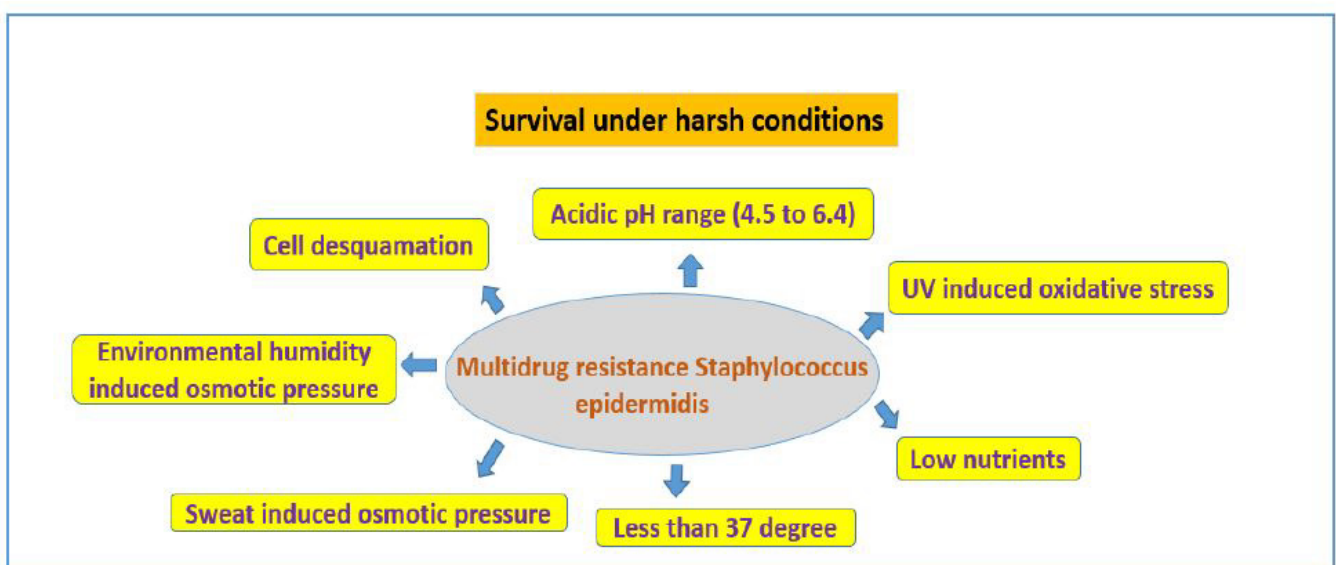 Survival under harsh conditions
Acidic pH range (4.5 to 6.4)
Cell desquamation
UV induced oxidative stress
Environmental humidity
induced osmotic pressure
Multidrug resistance Staphylococcus
epidermidis
Low nutrients
Sweat induced osmotic pressure
Less than 37 degree